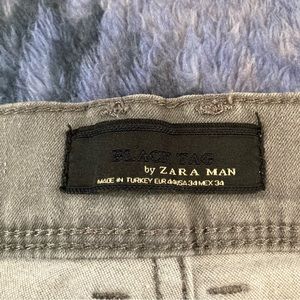 BLACK TAG
by ZARA MAN
MADE IN TURKEY EUR 44 USA 34 MEX 34